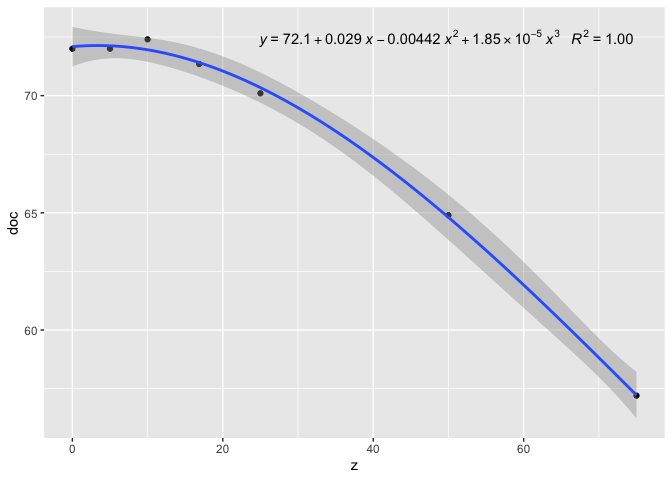 y = 72.1 + 0.029 x − 0.00442 x² + 1.85 × 10⁻⁵ x³ R² = 1.00
70
65
60
doc
0 20 40 60
z